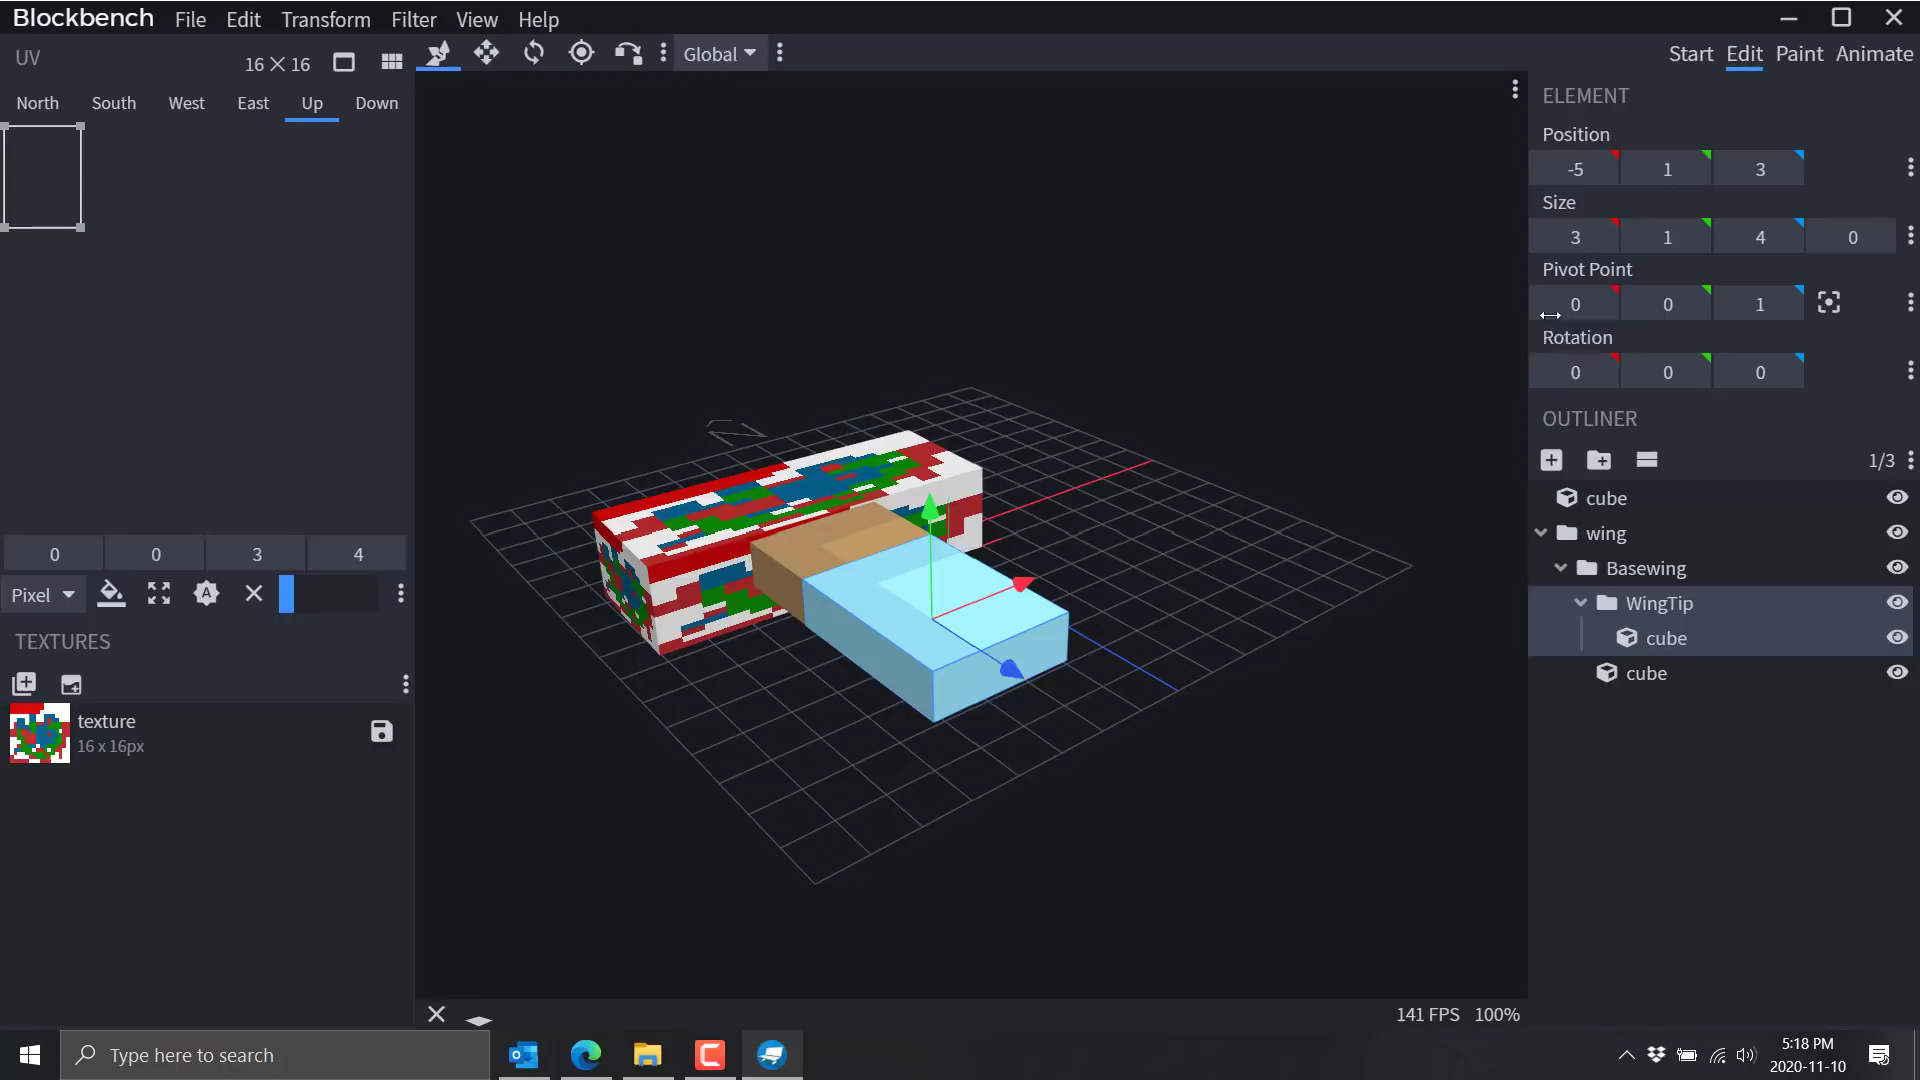 Blockbench File Edit Transform Filter View Help
UV 16 × 16 Global Start Edit Paint Animate
North South West East Up Down
ELEMENT
Position
-5 1 3
Size
3 1 4 0
Pivot Point
0 0 1
Rotation
0 0 0
OUTLINER
1/3
cube
wing
Basewing
WingTip
cube
cube
0 0 3 4
Pixel
TEXTURES
texture
16 x 16px
141 FPS 100%
Type here to search
5:18 PM
2020-11-10